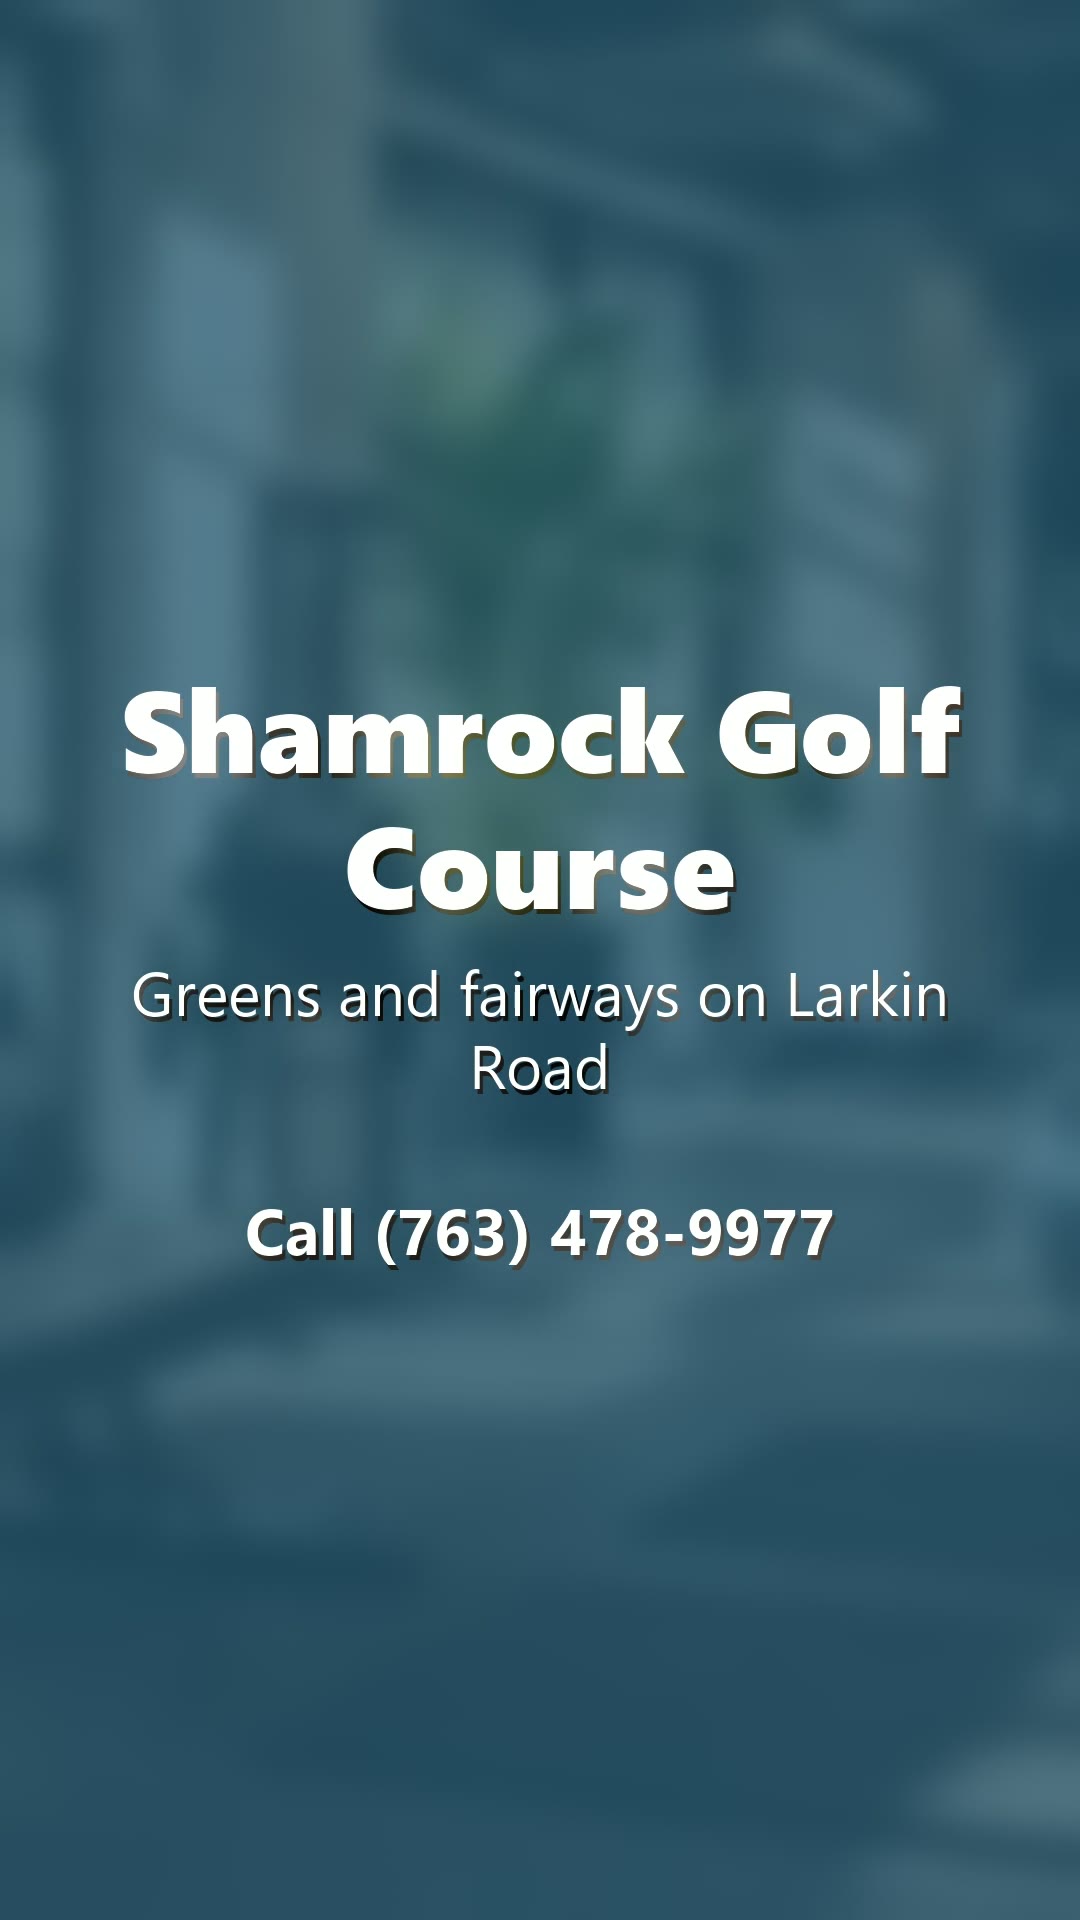 Shamrock Golf
Course
Greens and fairways on Larkin
Road
Call (763) 478-9977